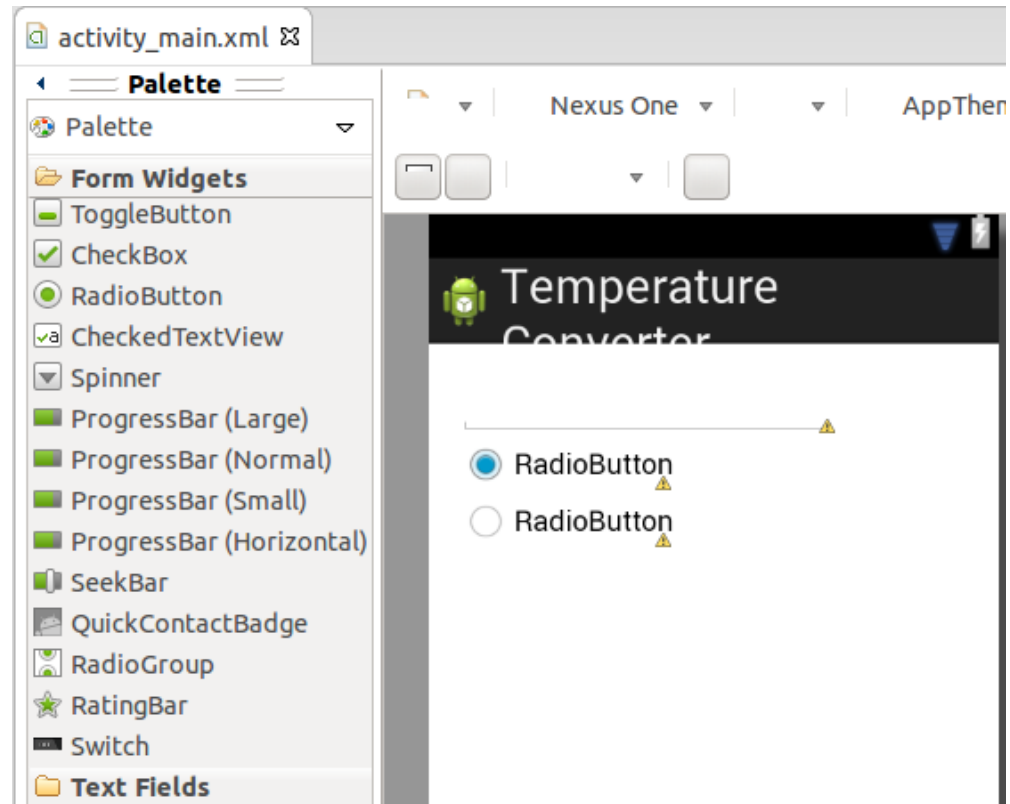 activity_main.xml
Palette
Palette
Form Widgets
ToggleButton
CheckBox
RadioButton
CheckedTextView
Spinner
ProgressBar (Large)
ProgressBar (Normal)
ProgressBar (Small)
ProgressBar (Horizontal)
SeekBar
QuickContactBadge
RadioGroup
RatingBar
Switch
Text Fields
Nexus One
AppThem
Temperature
Converter
RadioButton
RadioButton